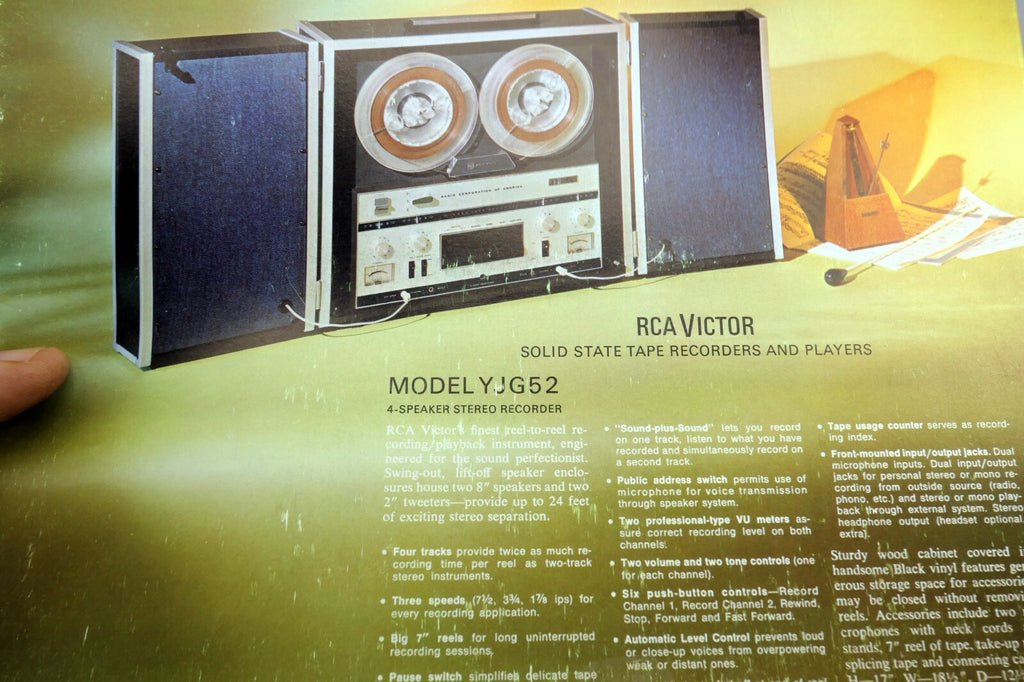 RADIO CORPORATION OF AMERICA
RCA VICTOR
SOLID STATE TAPE RECORDERS AND PLAYERS
MODEL YJG52
4-SPEAKER STEREO RECORDER
RCA Victor's finest reel-to-reel re-
cording/playback instrument, engi-
neered for the sound perfectionist.
Swing-out, lift-off speaker enclo-
sures house two 8" speakers and two
2" tweeters—provide up to 24 feet
of exciting stereo separation.
• Four tracks provide twice as much re-
cording time per reel as two-track
stereo instruments.
• Three speeds (7½, 3¾, 1⅞ ips) for
every recording application.
• Big 7" reels for long uninterrupted
recording sessions.
• Pause switch simplifies delicate tape
• "Sound-plus-Sound" lets you record
on one track, listen to what you have
recorded and simultaneously record on
a second track.
• Public address switch permits use of
microphone for voice transmission
through speaker system.
• Two professional-type VU meters as-
sure correct recording level on both
channels.
• Two volume and two tone controls (one
for each channel).
• Six push-button controls—Record
Channel 1, Record Channel 2, Rewind,
Stop, Forward and Fast Forward.
• Automatic Level Control prevents loud
or close-up voices from overpowering
weak or distant ones.
• Tape usage counter serves as record-
ing index.
• Front-mounted input/output jacks. Dual
microphone inputs. Dual input/output
jacks for personal stereo or mono re-
cording from outside source (radio,
phono, etc.) and stereo or mono play-
back through external system. Stereo
headphone output (headset optional
extra).
Sturdy wood cabinet covered
handsome Black vinyl features gen
erous storage space for accessorie
may be closed without removi
reels. Accessories include two
crophones with neck cords
stands, 7" reel of tape, take-up
splicing tape and connecting ca
H—17" W—18½" D—12